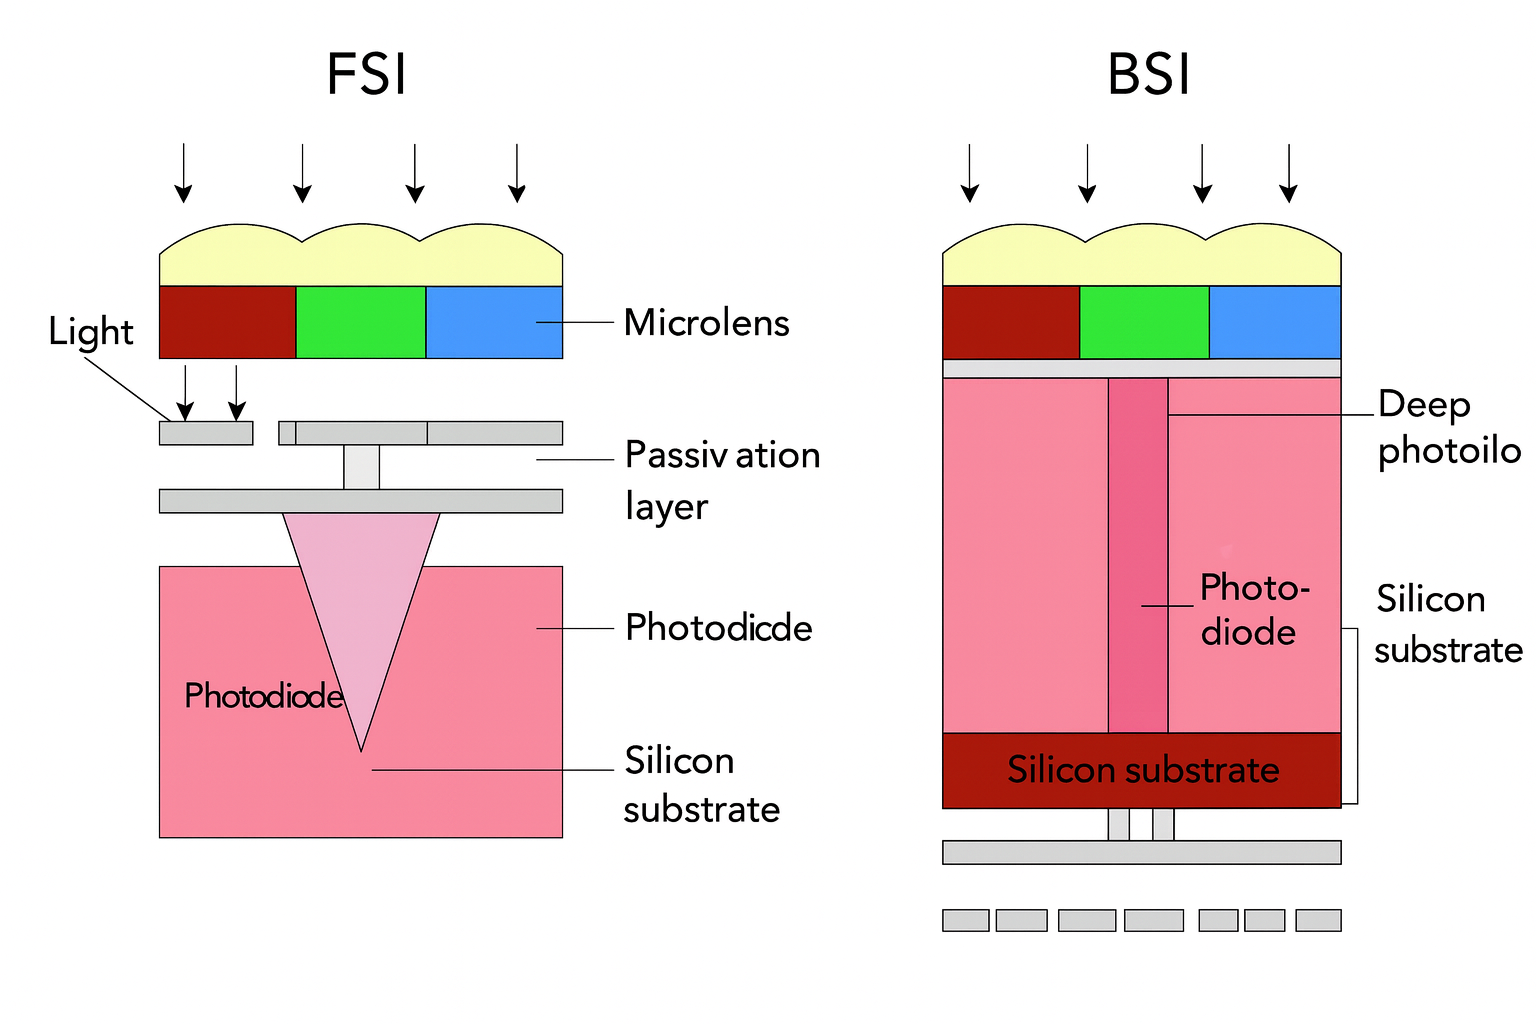 FSI
BSI
Light
Microlens
Passiv ation
layer
Photodicde
Photodiode
Silicon
substrate
Deep
photoilo
Photo-
diode
Silicon
substrate
Silicon substrate